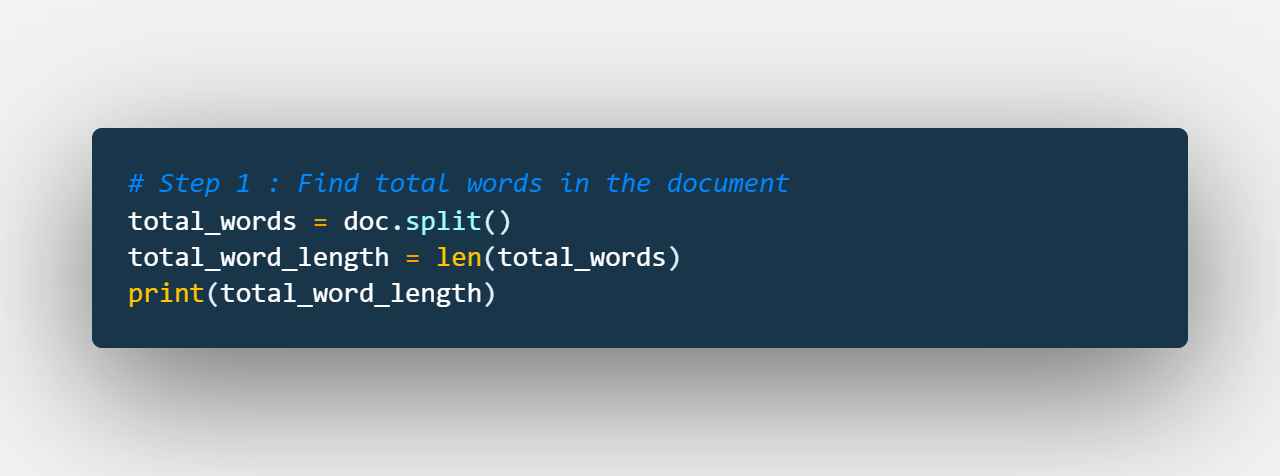 # Step 1 : Find total words in the document
total_words = doc.split()
total_word_length = len(total_words)
print(total_word_length)